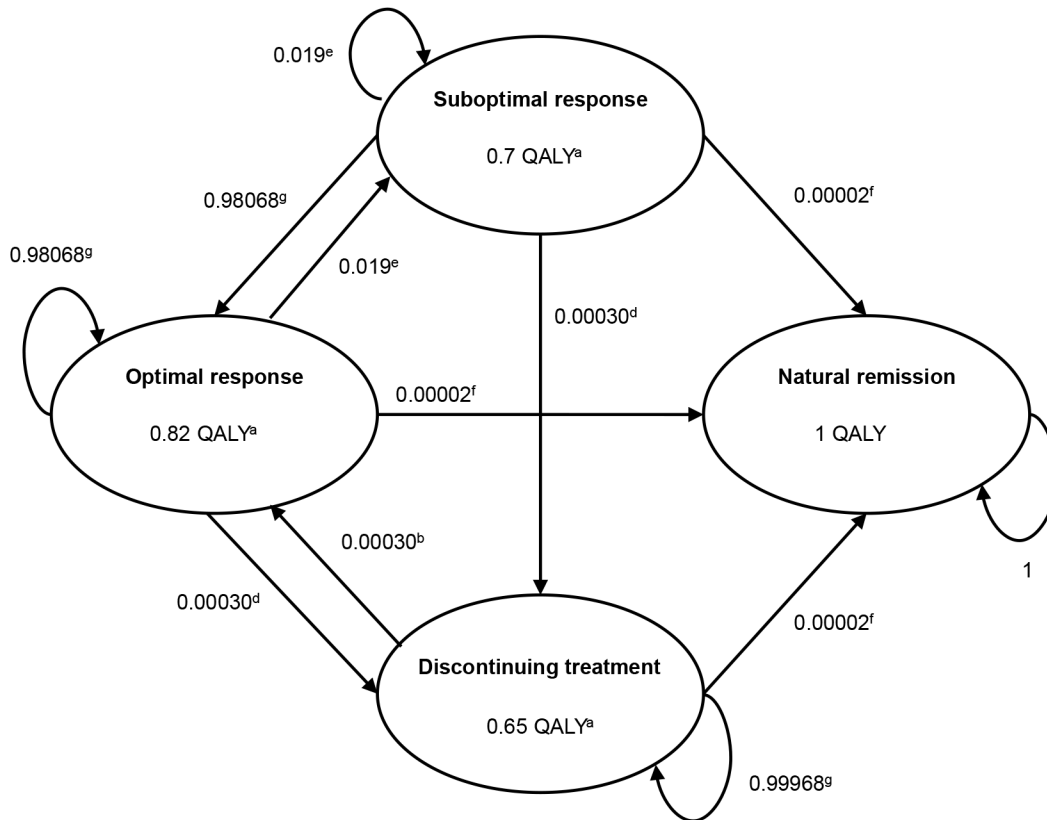 0.019ᵉ
Suboptimal response
0.7 QALYᵃ
0.98068ᵍ
0.00002ᶠ
0.98068ᵍ
0.019ᵉ
0.00030ᵈ
Optimal response
0.82 QALYᵃ
0.00002ᶠ
Natural remission
1 QALY
0.00030ᵇ
0.00030ᵈ
1
0.00002ᶠ
Discontinuing treatment
0.65 QALYᵃ
0.99968ᵍ